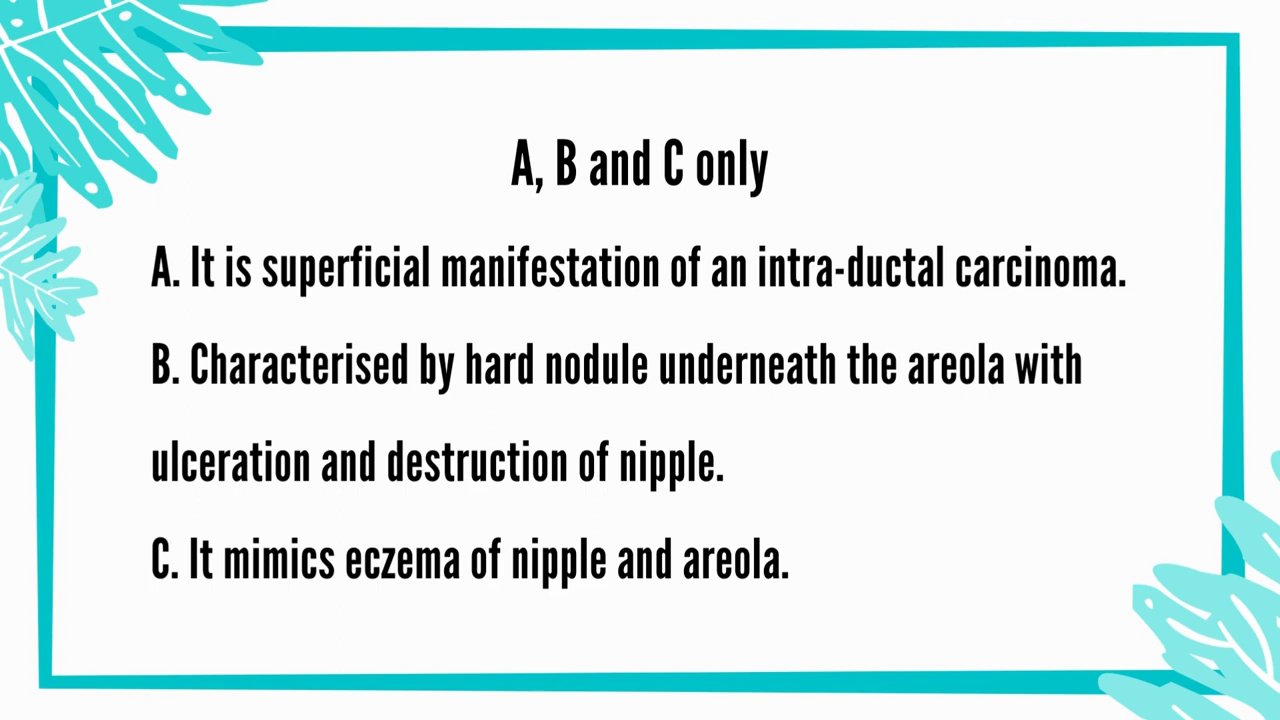 A, B and C only
A. It is superficial manifestation of an intra-ductal carcinoma.
B. Characterised by hard nodule underneath the areola with
ulceration and destruction of nipple.
C. It mimics eczema of nipple and areola.